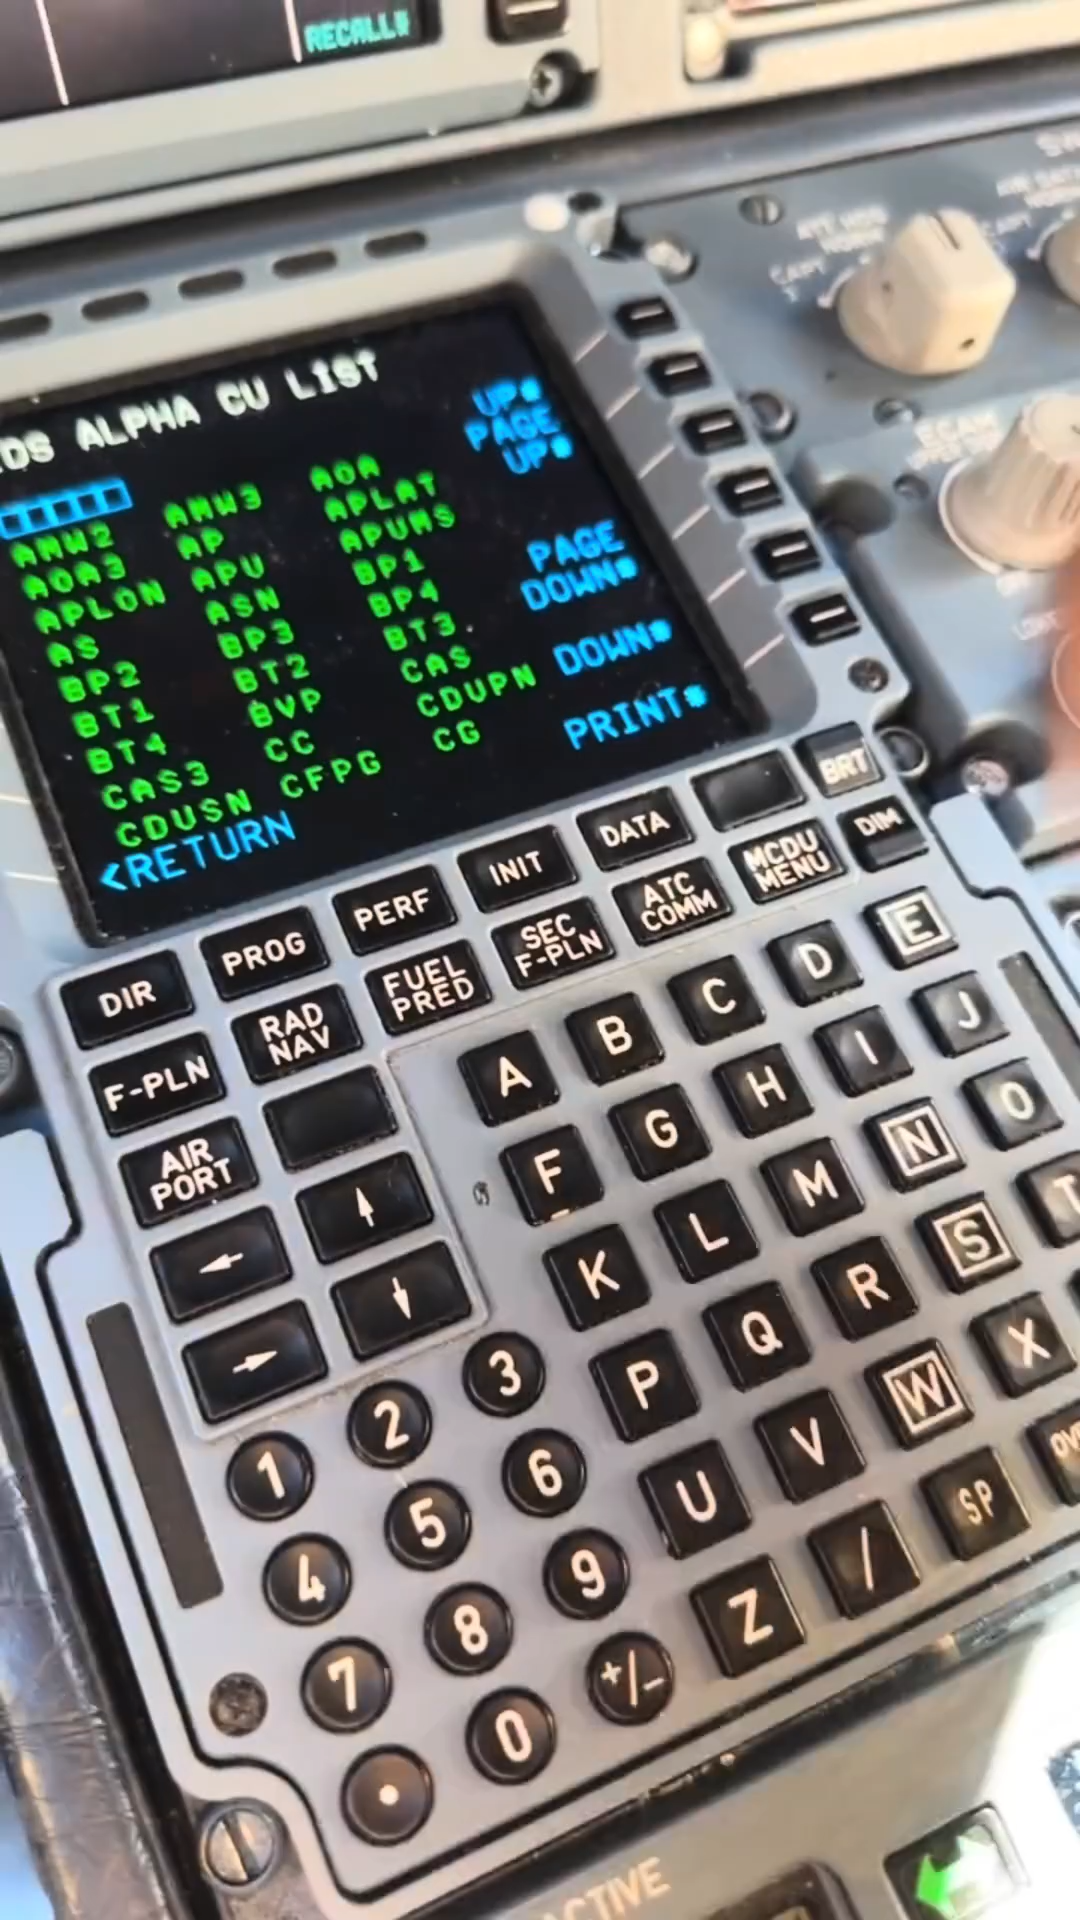 RECALL
IDS ALPHA CU LIST
UP*
PAGE
UP*
AMW3 AOA
AMW2 AP APLAT
AOA3 APU APUMS
APLON ASN BP1
AS BP3 BP4
BP2 BT2 BT3
BT1 BVP CAS
BT4 CC CDUPN
CAS3 CFPG CG
CDUSN
PAGE
DOWN*
DOWN*
PRINT*
<RETURN
CAPT
ECAM
DIR PROG PERF INIT DATA BRT
F-PLN RAD NAV FUEL PRED SEC F-PLN ATC COMM MCDU MENU DIM
AIR PORT
← ↑
→ ↓
A B C D E
F G H I J
K L M N O
P Q R S T
U V W X
Z / SP
1 2 3
4 5 6
7 8 9
. 0 +/-